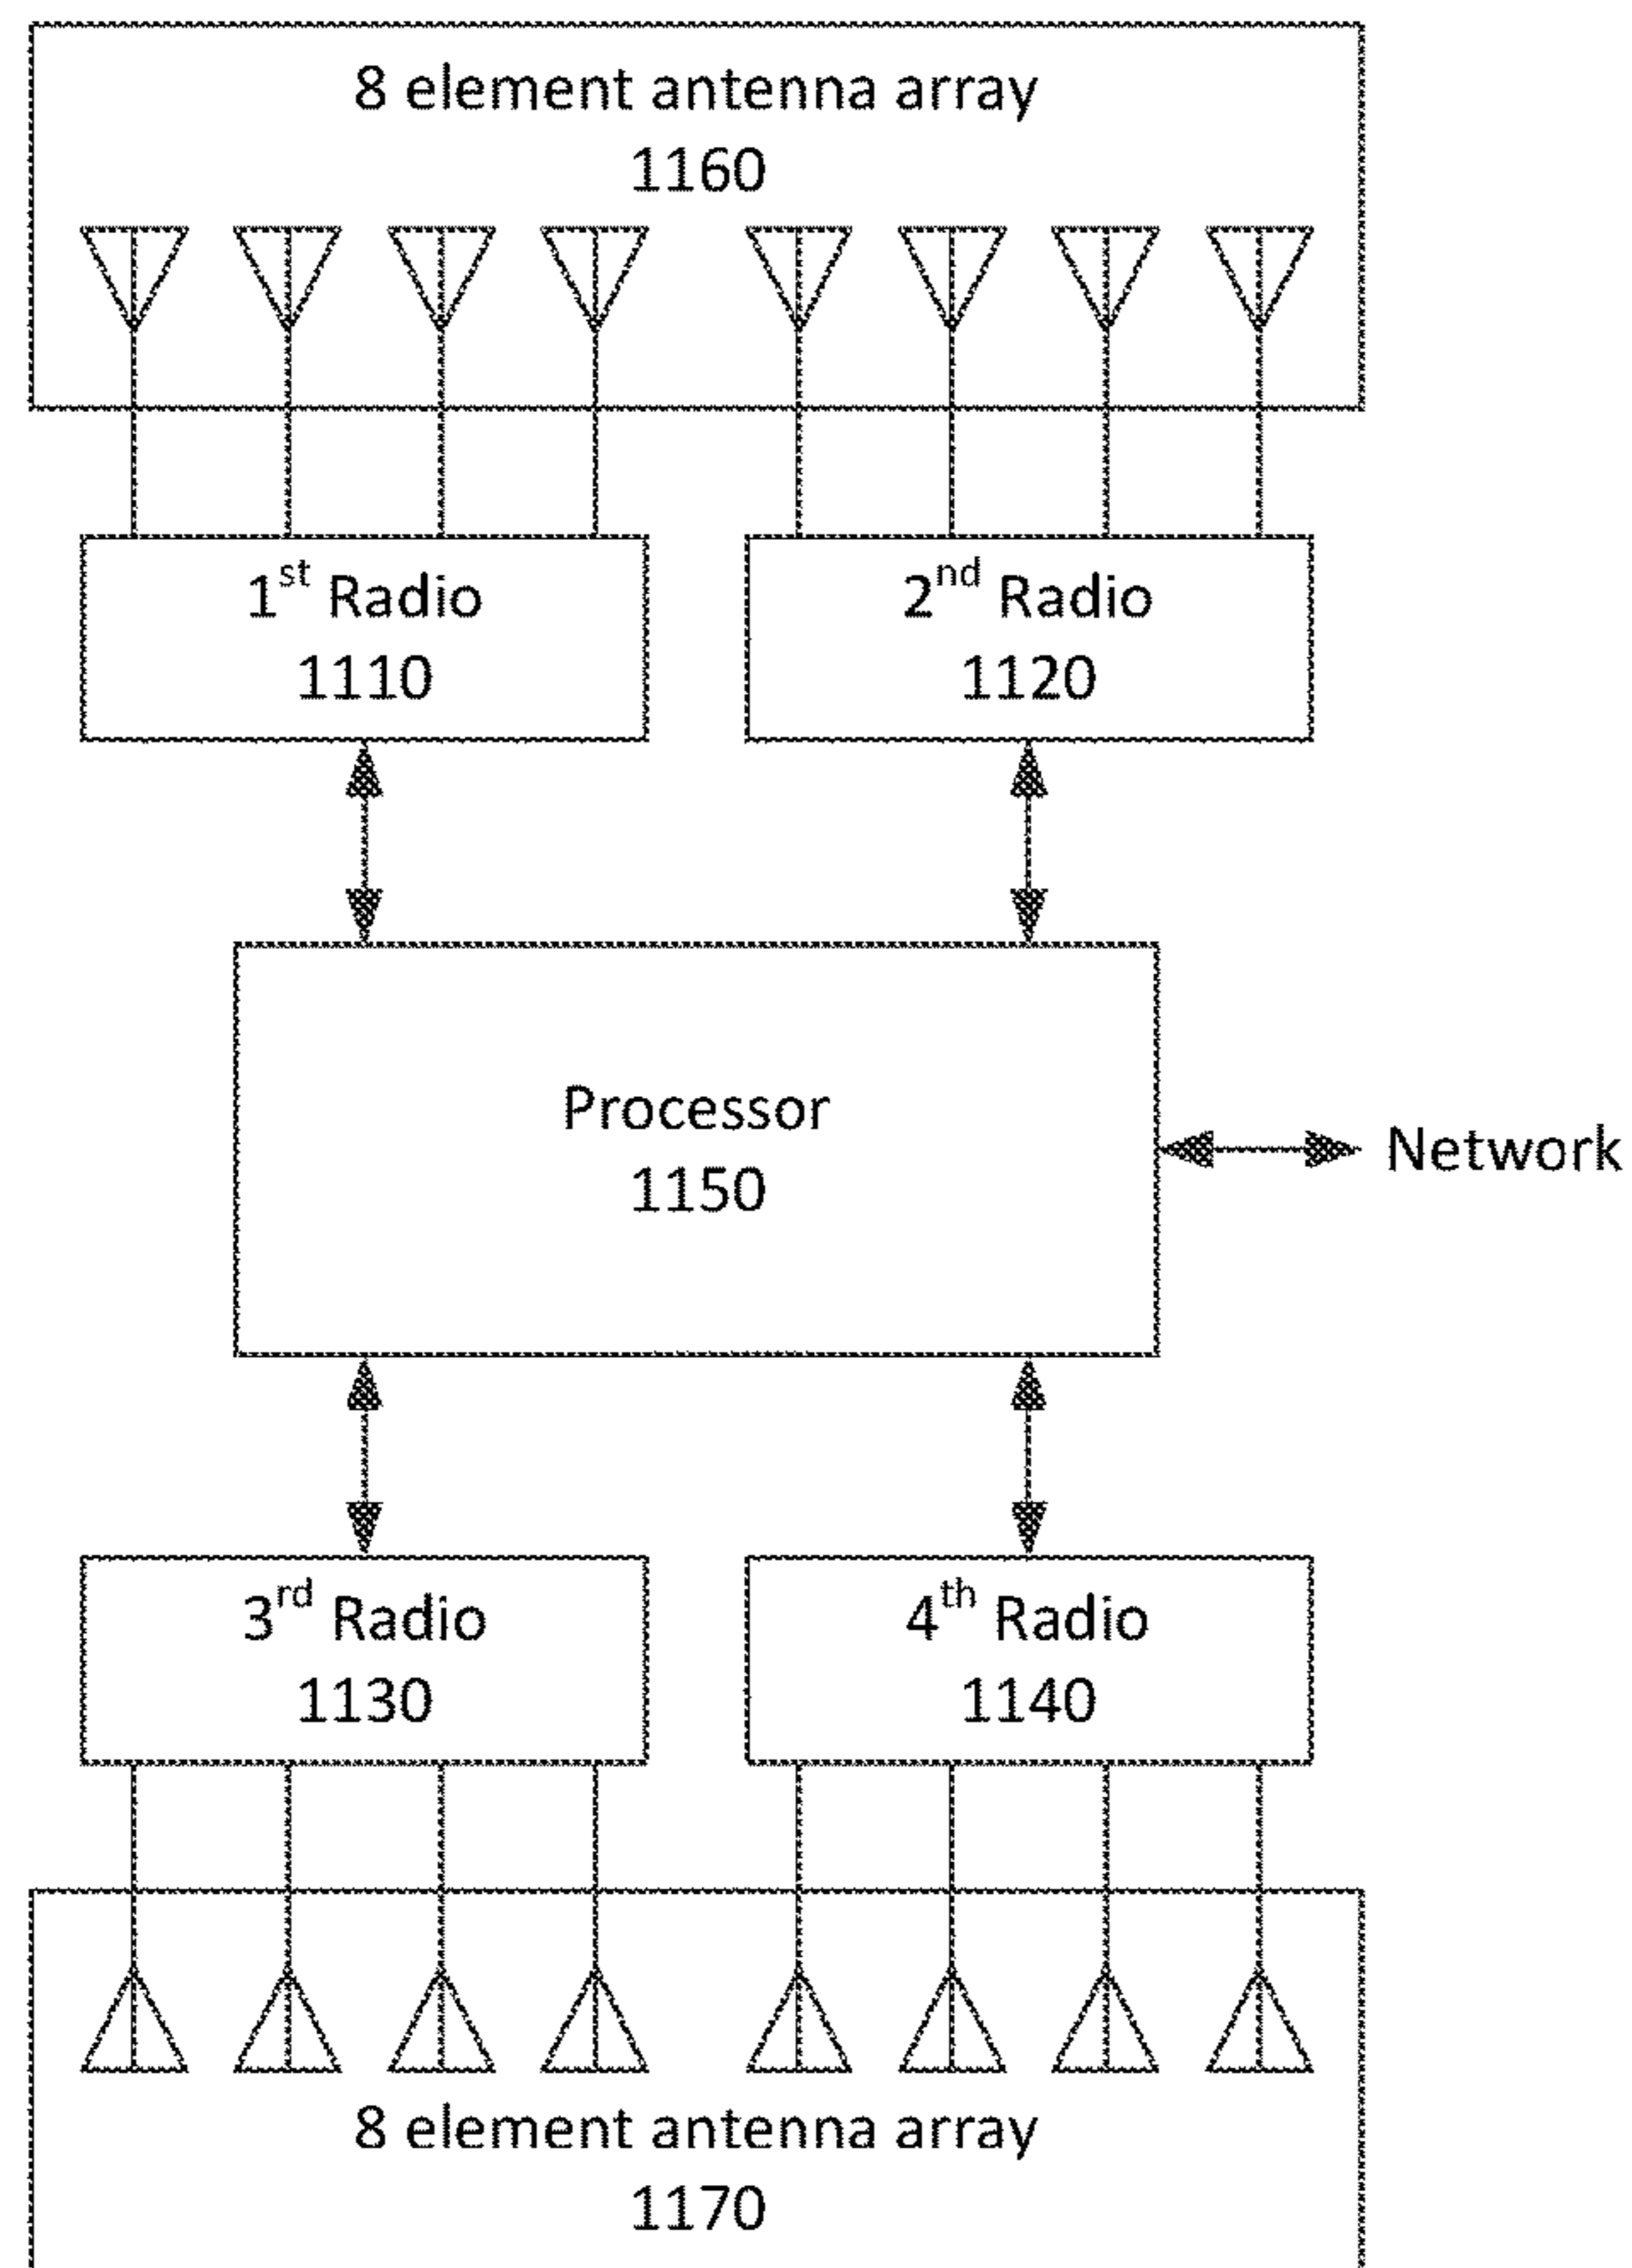 8 element antenna array
1160
1st Radio
1110
2nd Radio
1120
Processor
1150
Network
3rd Radio
1130
4th Radio
1140
8 element antenna array
1170